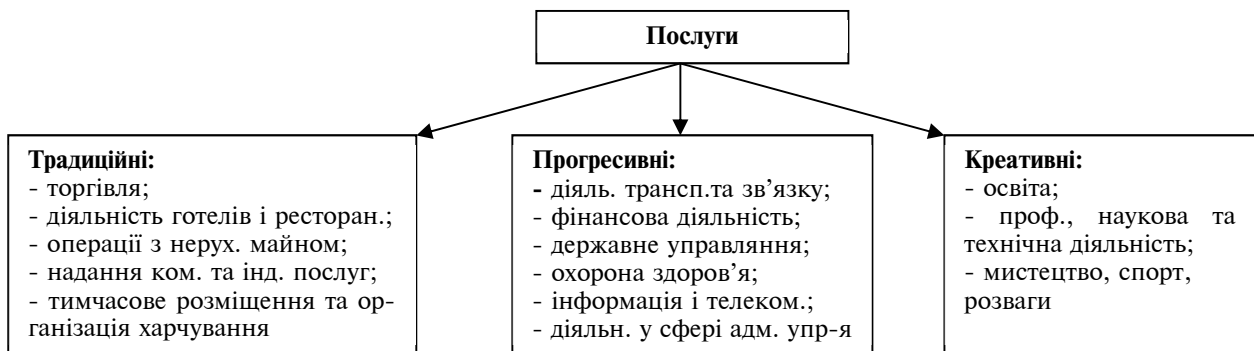 Послуги
Традиційні:
- торгівля;
- діяльність готелів і ресторан.;
- операції з нерух. майном;
- надання ком. та інд. послуг;
- тимчасове розміщення та ор-
ганізація харчування
Прогресивні:
- діяль. трансп.та зв’язку;
- фінансова діяльність;
- державне управляння;
- охорона здоров’я;
- інформація і телеком.;
- діяльн. у сфері адм. упр-я
Креативні:
- освіта;
- проф., наукова та
технічна діяльність;
- мистецтво, спорт,
розваги